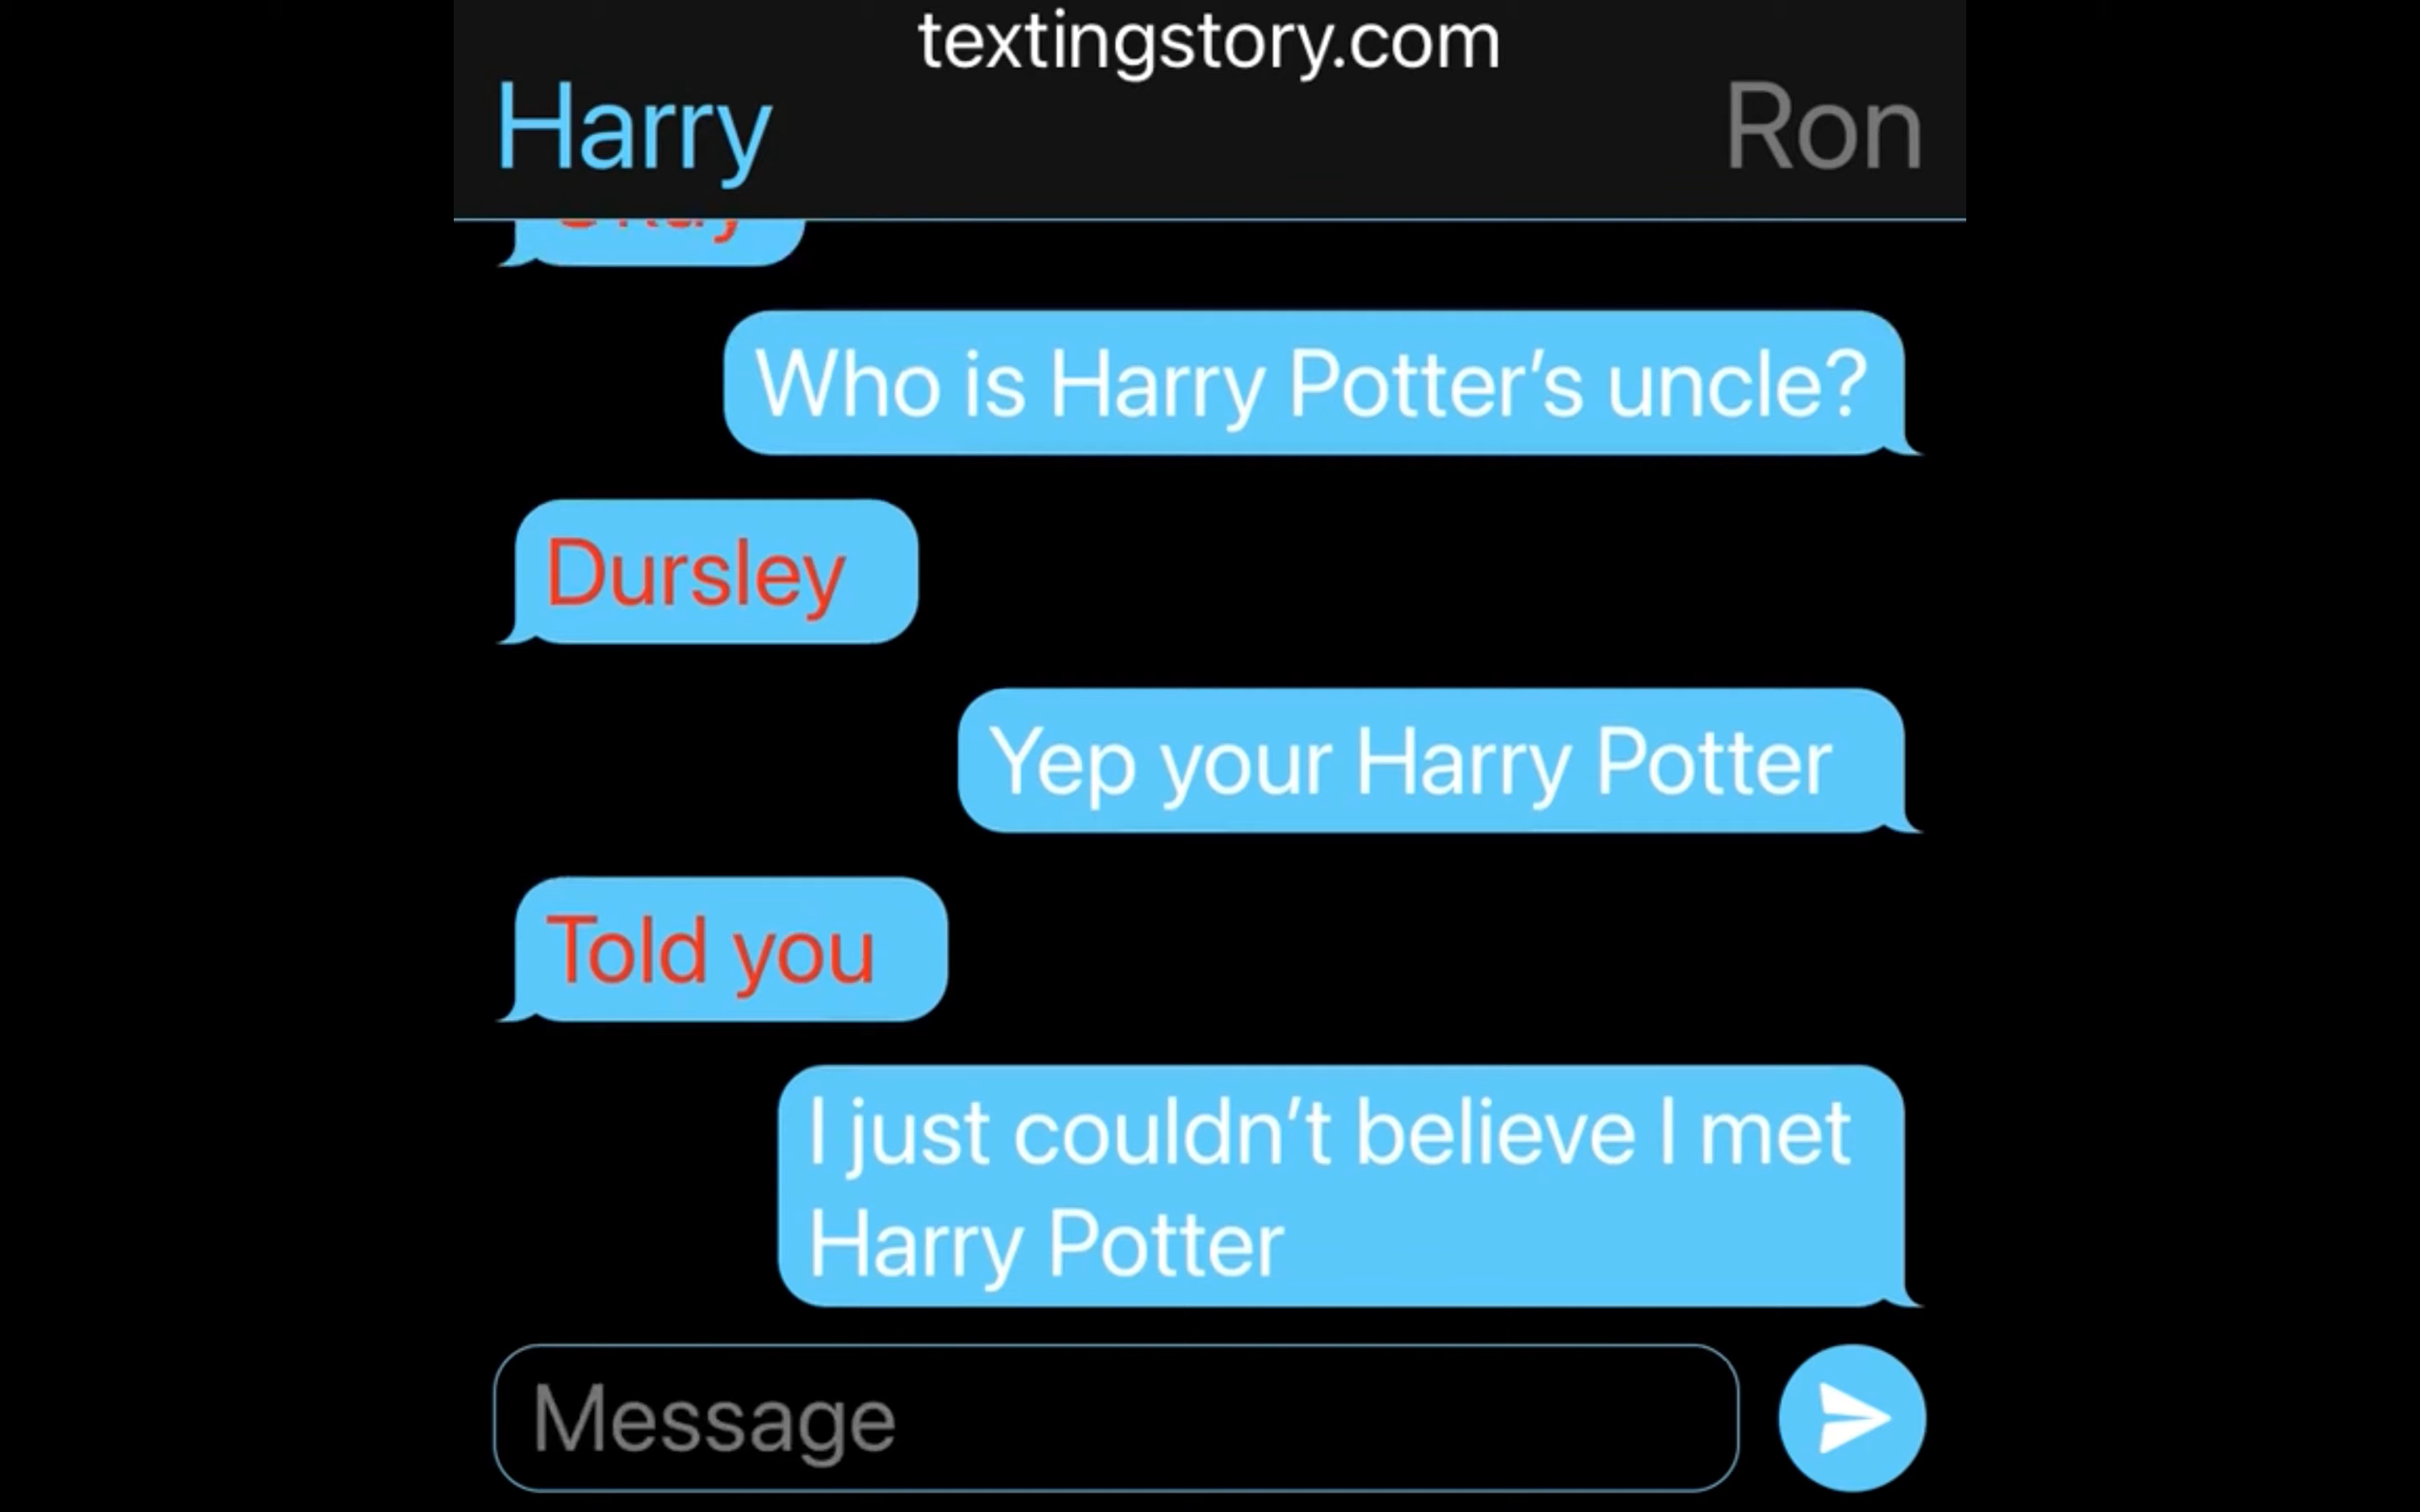 textingstory.com
Harry Ron
Who is Harry Potter’s uncle?
Dursley
Yep your Harry Potter
Told you
I just couldn’t believe I met
Harry Potter
Message